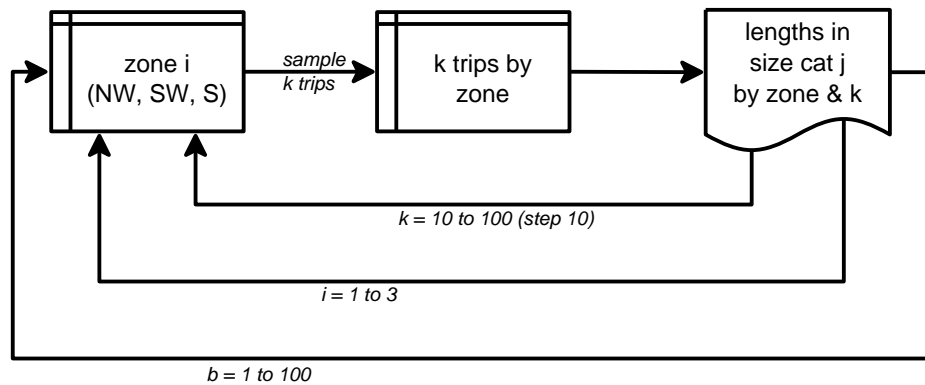 zone i
(NW, SW, S)
sample
k trips
k trips by
zone
lengths in
size cat j
by zone & k
k = 10 to 100 (step 10)
i = 1 to 3
b = 1 to 100